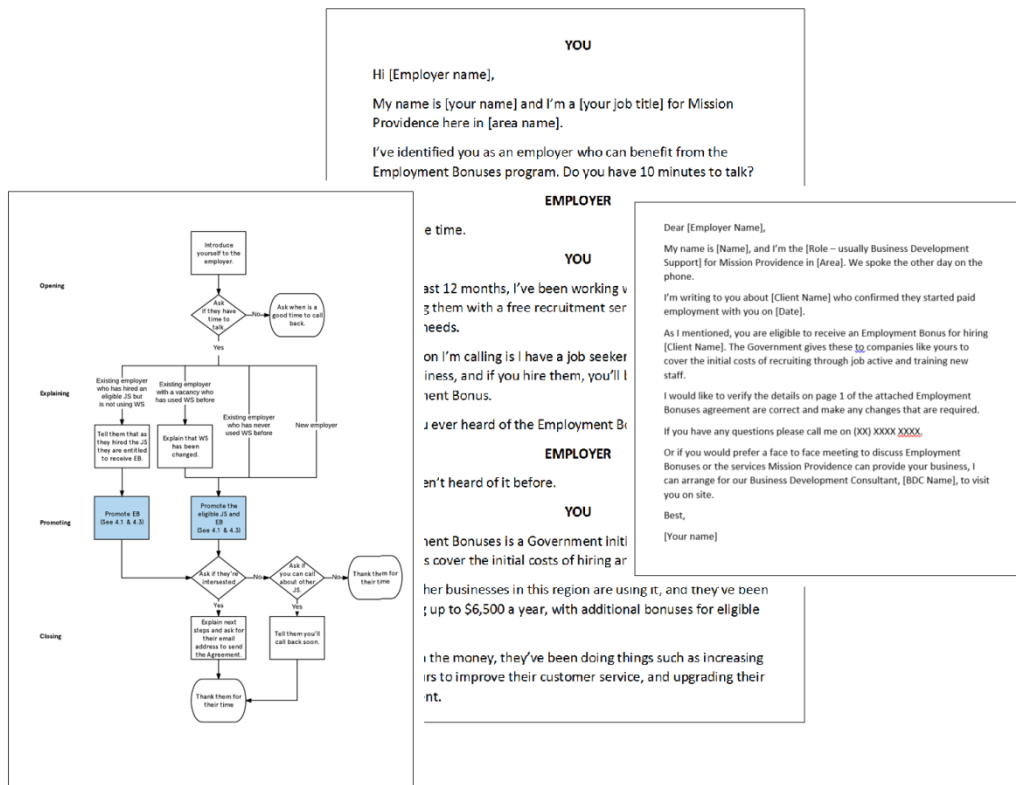 YOU
Hi [Employer name],
My name is [your name] and I'm a [your job title] for Mission
Providence here in [area name].
I've identified you as an employer who can benefit from the
Employment Bonuses program. Do you have 10 minutes to talk?
EMPLOYER
e time.
YOU
ast 12 months, I've been working
g them with a free recruitment ser
needs.
on I'm calling is I have a job seeker
iness, and if you hire them, you'll
ment Bonus.
u ever heard of the Employment
EMPLOYER
en't heard of it before.
YOU
ment Bonuses is a Government initi
s cover the initial costs of hiring
her businesses in this region are using it, and they've been
g up to $6,500 a year, with additional bonuses for eligible
n the money, they've been doing things such as increasing
urs to improve their customer service, and upgrading their
ent.
Opening
Introduce
yourself to the
employer.
Ask
if they have
time to
talk.
No
Ask when is a
good time to call
back.
Yes
Explaining
Existing employer
who has hired an
eligible JS but
is not using WS
Existing employer
with a vacancy who
has used WS before
Existing employer
who has never
used WS before
New employer
Tell them that as
they hired the JS
they are entitled
to receive EB.
Explain that WS
has been
changed.
Promoting
Promote EB
(See 4.1 & 4.3)
Promote the
eligible JS and
EB
(See 4.1 & 4.3)
Ask if they're
intersested
No
Ask if
you can call
about other
JS.
No
Thank them for
their time
Yes
Yes
Closing
Explain next
steps and ask for
their email
address to send
the Agreement.
Tell them you'll
call back soon.
Thank them for
their time
Dear [Employer Name],
My name is [Name], and I'm the [Role – usually Business Development
Support] for Mission Providence in [Area]. We spoke the other day on the
phone.
I'm writing to you about [Client Name] who confirmed they started paid
employment with you on [Date].
As I mentioned, you are eligible to receive an Employment Bonus for hiring
[Client Name]. The Government gives these to companies like yours to
cover the initial costs of recruiting through job active and training new
staff.
I would like to verify the details on page 1 of the attached Employment
Bonuses agreement are correct and make any changes that are required.
If you have any questions please call me on (XX) XXXX XXXX.
Or if you would prefer a face to face meeting to discuss Employment
Bonuses or the services Mission Providence can provide your business, I
can arrange for our Business Development Consultant, [BDC Name], to visit
you on site.
Best,
[Your name]